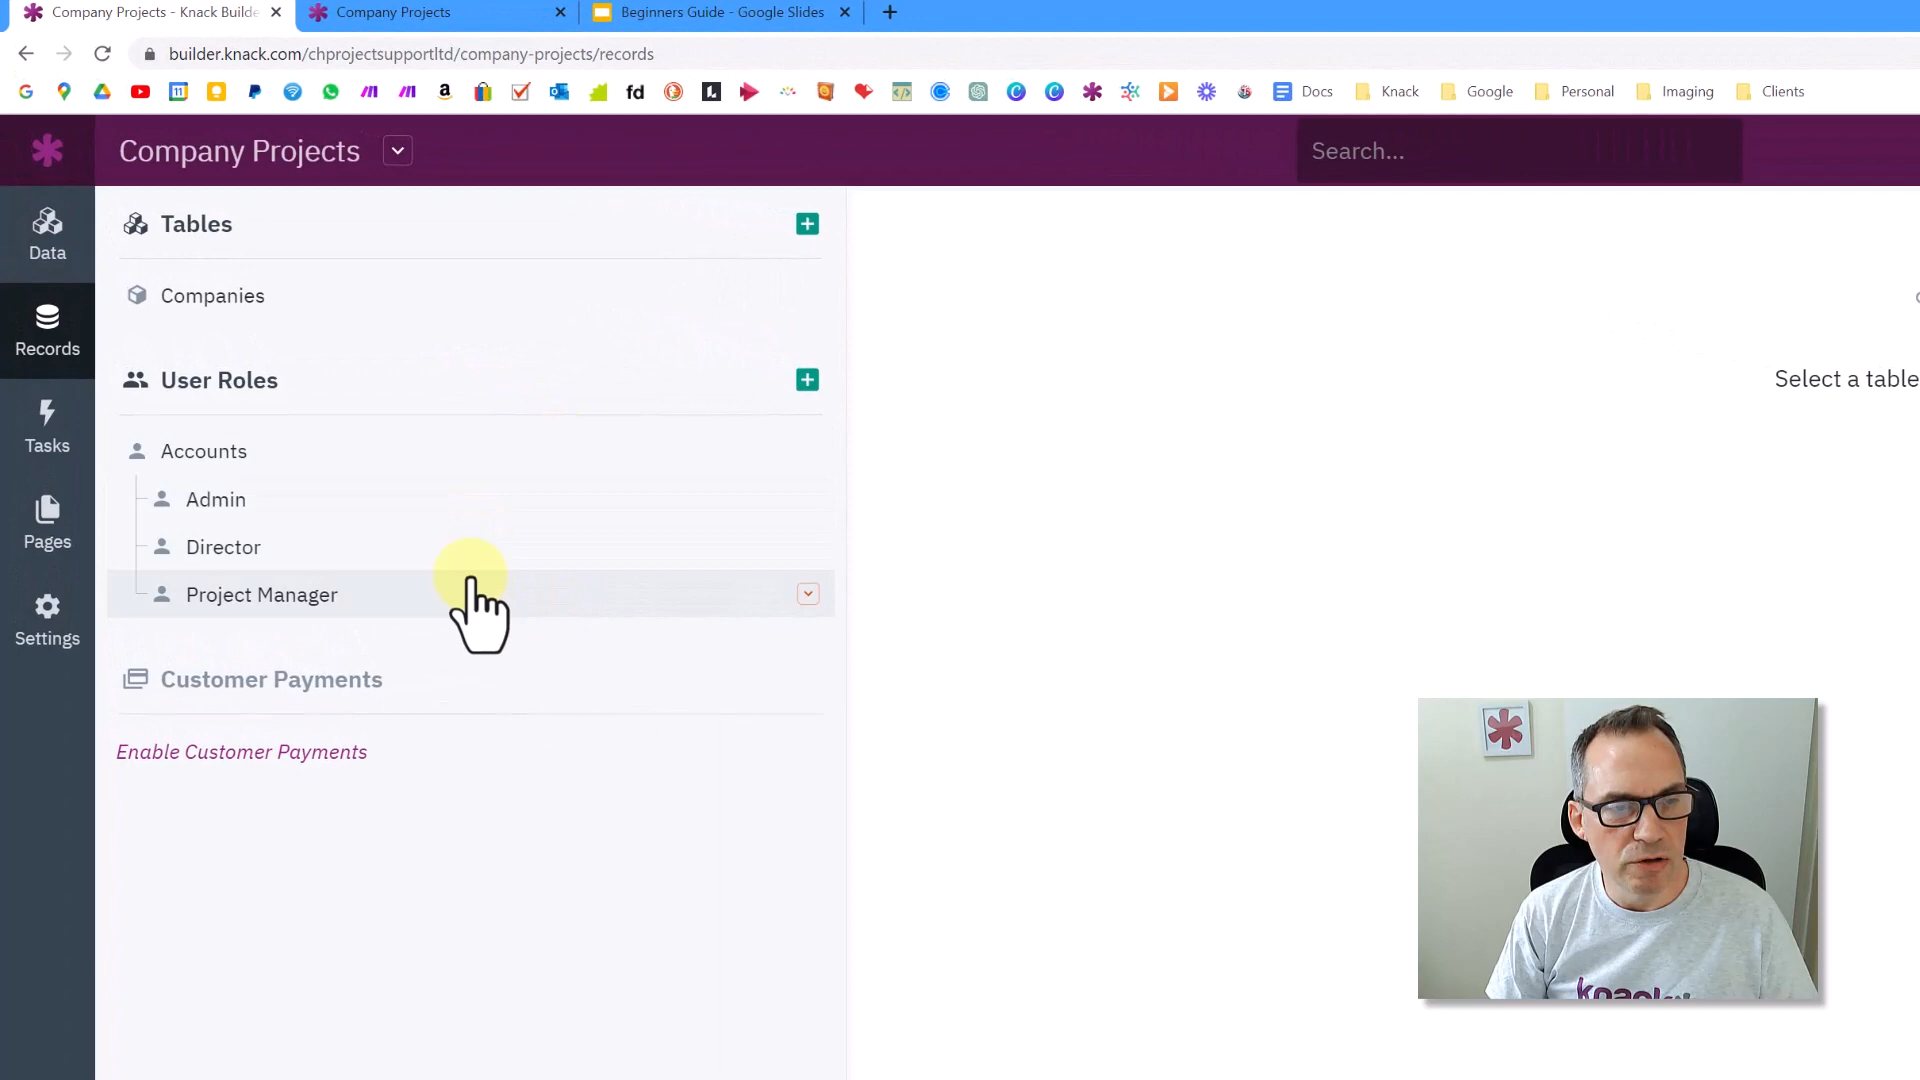 Company Projects - Knack Builde
Company Projects
Beginners Guide - Google Slides
builder.knack.com/chprojectsupportltd/company-projects/records
Docs
Knack
Google
Personal
Imaging
Clients
Company Projects
Search...
Data
Records
Tasks
Pages
Settings
Tables
Companies
User Roles
Accounts
Admin
Director
Project Manager
Customer Payments
Enable Customer Payments
Select a table